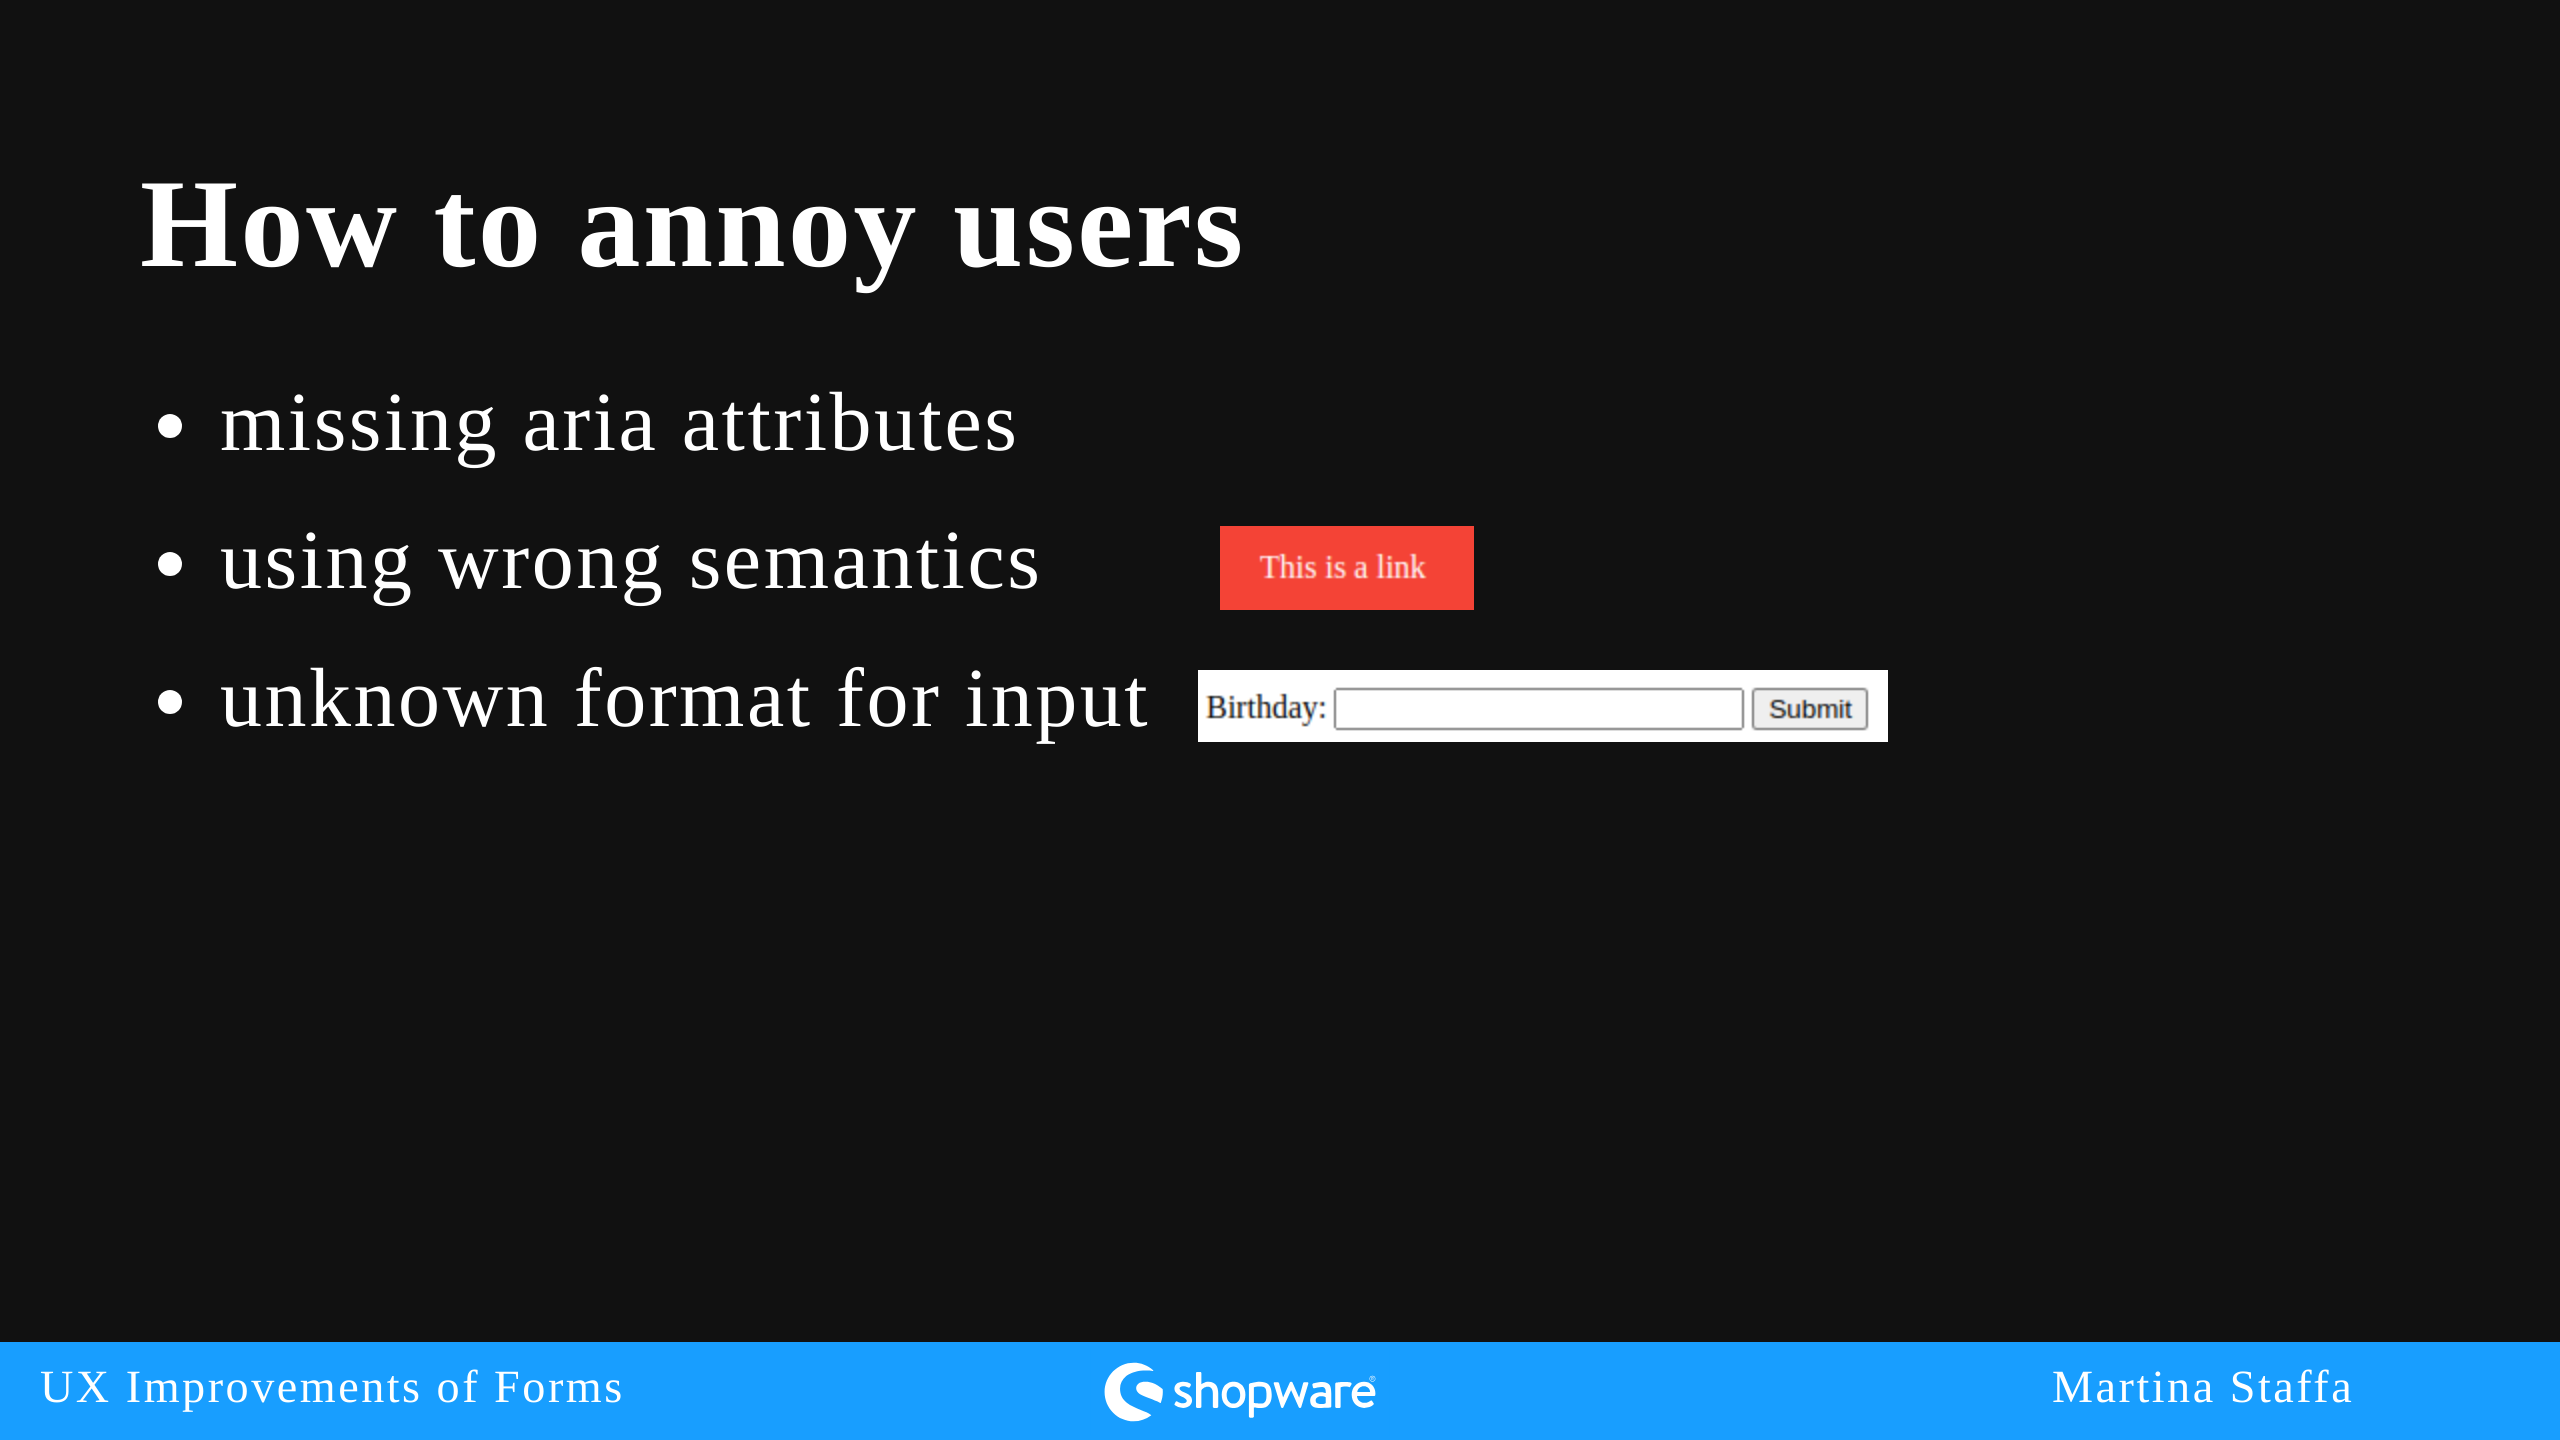 How to annoy users
missing aria attributes
using wrong semantics
This is a link
unknown format for input
Birthday: Submit
UX Improvements of Forms
shopware®
Martina Staffa